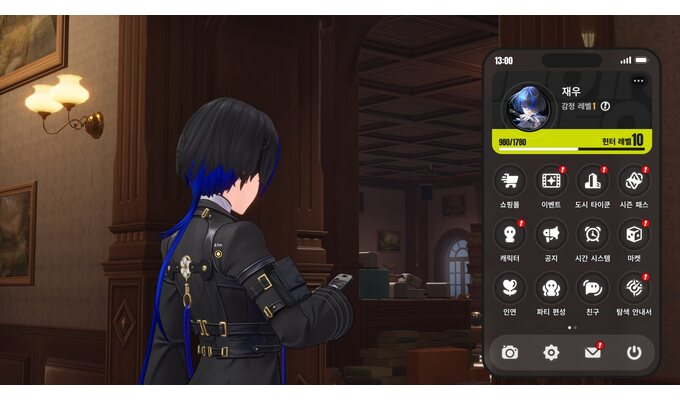 13:00
재우
감정 레벨 1
980/1780
헌터 레벨 10
쇼핑몰
이벤트
도시 타이쿤
시즌 패스
캐릭터
공지
시간 시스템
마켓
인연
파티 편성
친구
탐색 안내서